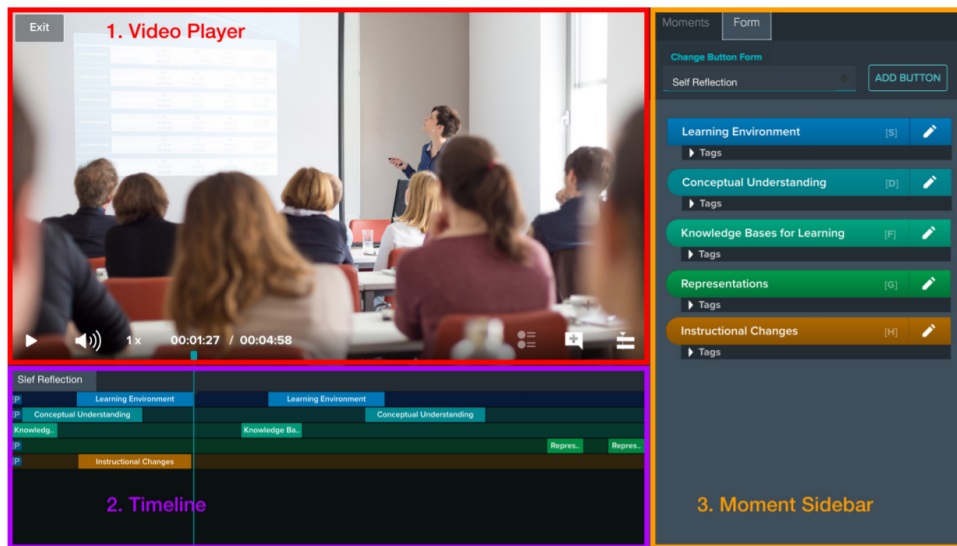 Exit
1. Video Player
1 x 00:01:27 / 00:04:58
Slef Reflection
P Learning Environment Learning Environment
P Conceptual Understanding Conceptual Understanding
Knowledg.. Knowledge Ba..
P Repres.. Repres..
P Instructional Changes
2. Timeline
Moments Form
Change Button Form
Self Reflection ADD BUTTON
Learning Environment [S]
Tags
Conceptual Understanding [D]
Tags
Knowledge Bases for Learning [F]
Tags
Representations [G]
Tags
Instructional Changes [H]
Tags
3. Moment Sidebar